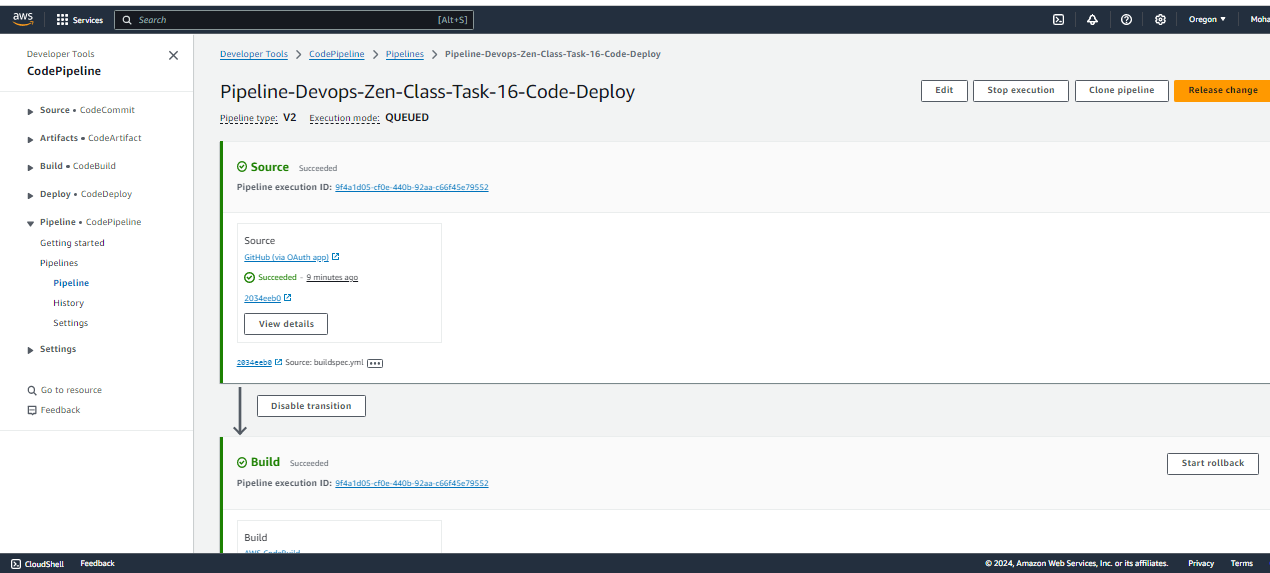 aws Services Search [Alt+S] Oregon Moha
Developer Tools
CodePipeline
Source • CodeCommit
Artifacts • CodeArtifact
Build • CodeBuild
Deploy • CodeDeploy
Pipeline • CodePipeline
Getting started
Pipelines
Pipeline
History
Settings
Settings
Go to resource
Feedback
Developer Tools > CodePipeline > Pipelines > Pipeline-Devops-Zen-Class-Task-16-Code-Deploy
Pipeline-Devops-Zen-Class-Task-16-Code-Deploy
Edit Stop execution Clone pipeline Release change
Pipeline type: V2 Execution mode: QUEUED
Source Succeeded
Pipeline execution ID: 9f4a1d05-cf0e-440b-92aa-c66f45e79552
Source
GitHub (via OAuth app)
Succeeded - 9 minutes ago
2034eeb0
View details
2034eeb0 Source: buildspec.yml
Disable transition
Build Succeeded
Start rollback
Pipeline execution ID: 9f4a1d05-cf0e-440b-92aa-c66f45e79552
Build
AWS CodeBuild
CloudShell Feedback © 2024, Amazon Web Services, Inc. or its affiliates. Privacy Terms